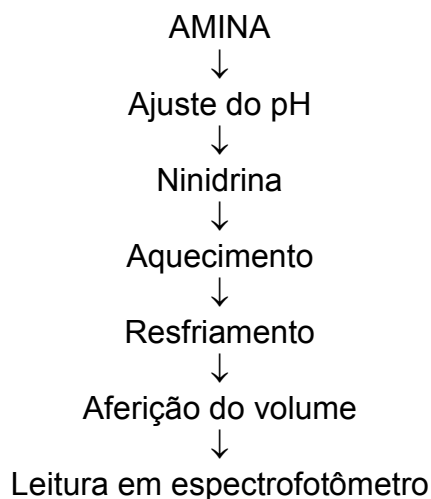 AMINA
↓
Ajuste do pH
↓
Ninidrina
↓
Aquecimento
↓
Resfriamento
↓
Aferição do volume
↓
Leitura em espectrofotômetro